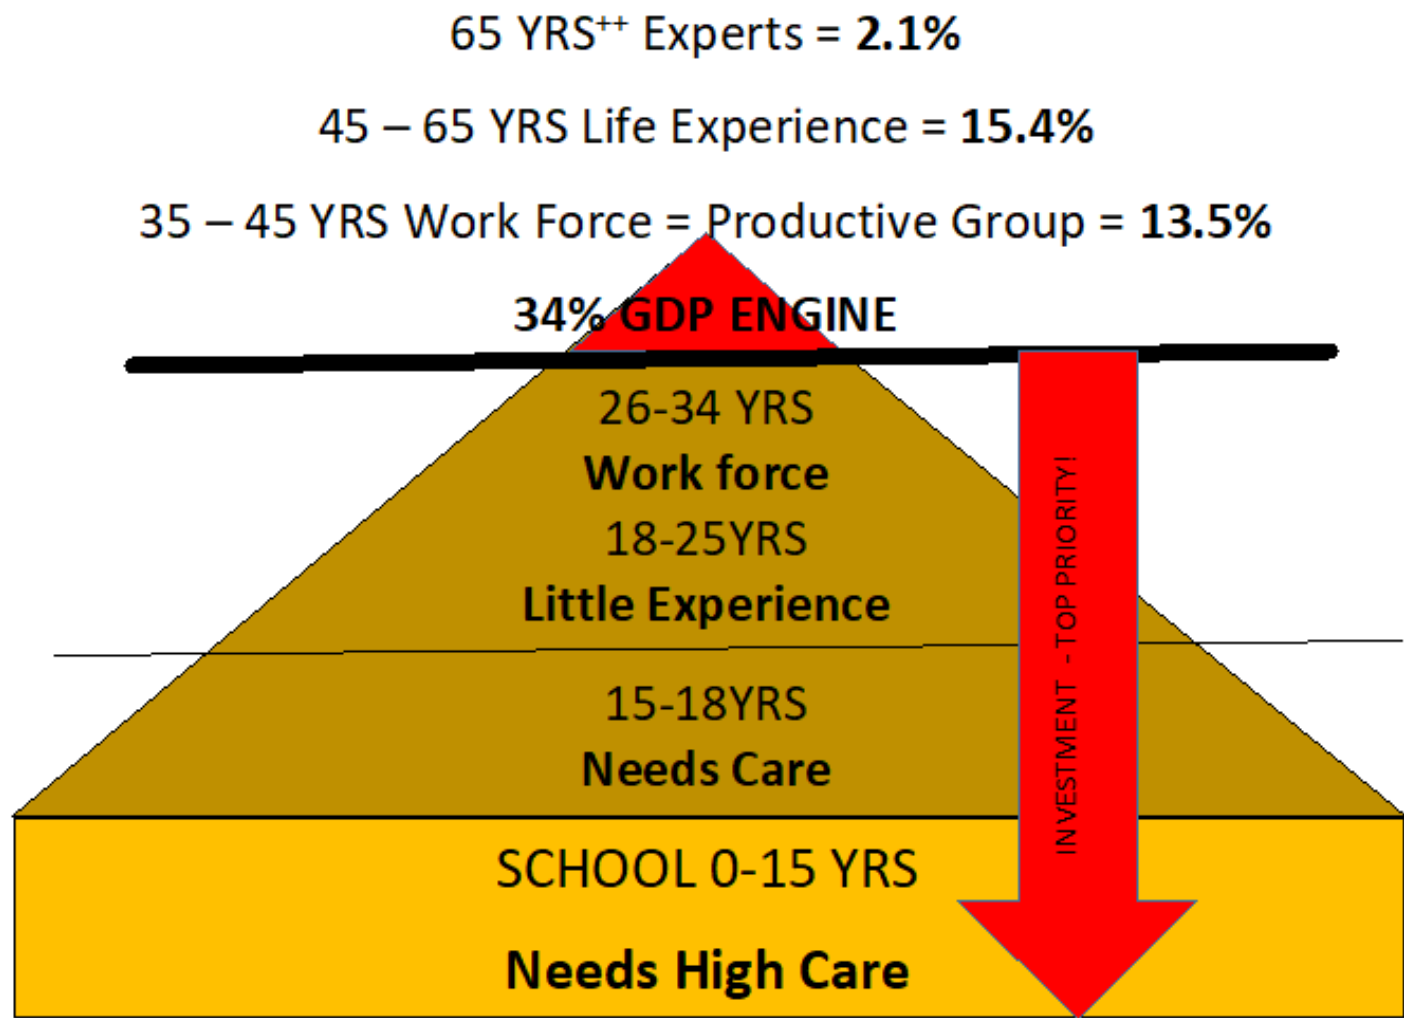 65 YRS++ Experts = 2.1%
45 – 65 YRS Life Experience = 15.4%
35 – 45 YRS Work Force = Productive Group = 13.5%
34% GDP ENGINE
26-34 YRS
Work force
18-25YRS
Little Experience
15-18YRS
Needs Care
SCHOOL 0-15 YRS
Needs High Care
INVESTMENT - TOP PRIORITY!